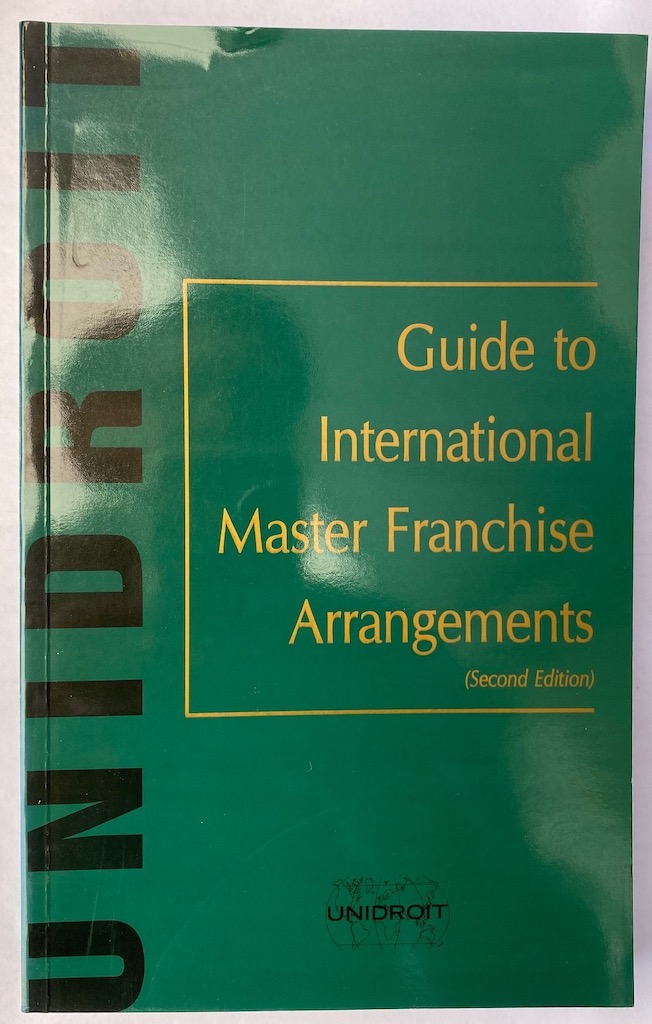 UNIDROIT
Guide to
International
Master Franchise
Arrangements
(Second Edition)
UNIDROIT